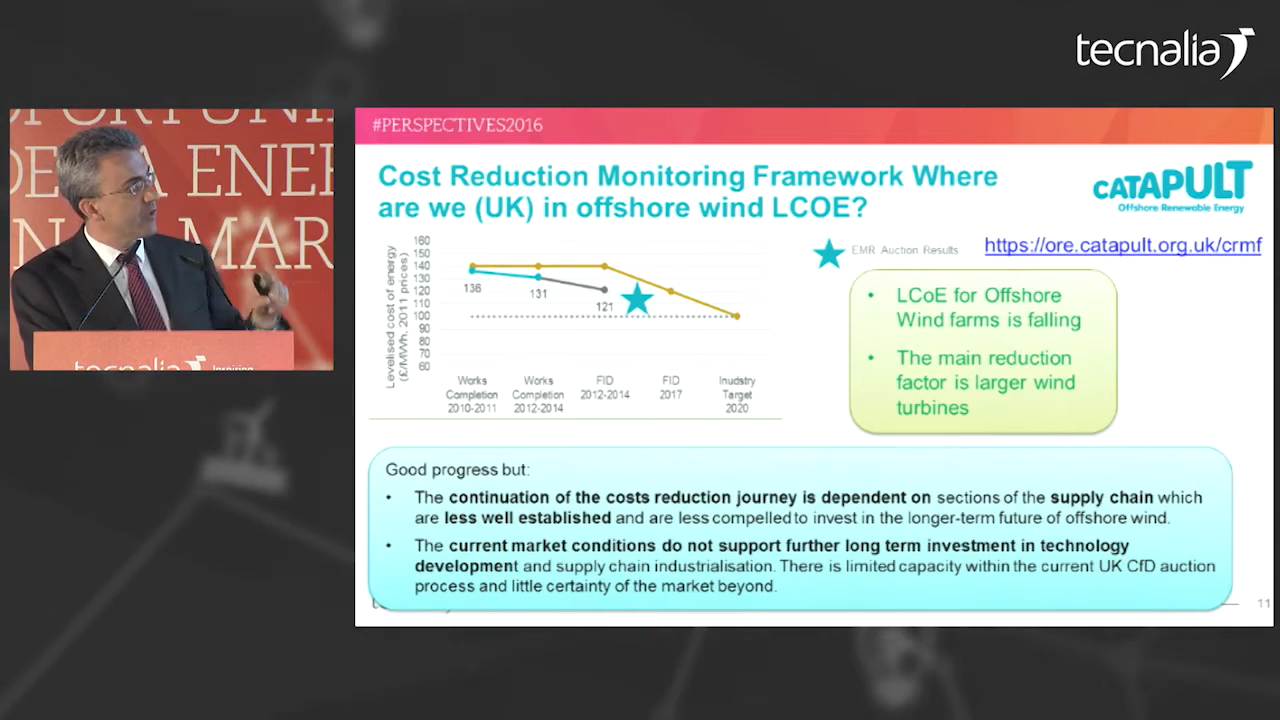 tecnalia
OFORTUNI
DE LA ENE
N MAR
tecnalia Inspiring
#PERSPECTIVES2016
Cost Reduction Monitoring Framework Where
are we (UK) in offshore wind LCOE?
CATAPULT
Offshore Renewable Energy
EMR Auction Results
https://ore.catapult.org.uk/crmf
Levelised cost of energy
(£/MWh, 2011 prices)
160
150
140
130
120
110
100
90
80
70
60
136
131
121
Works
Completion
2010-2011
Works
Completion
2012-2014
FID
2012-2014
FID
2017
Inudstry
Target
2020
• LCoE for Offshore
Wind farms is falling
• The main reduction
factor is larger wind
turbines
Good progress but:
• The continuation of the costs reduction journey is dependent on sections of the supply chain which
are less well established and are less compelled to invest in the longer-term future of offshore wind.
• The current market conditions do not support further long term investment in technology
development and supply chain industrialisation. There is limited capacity within the current UK CfD auction
process and little certainty of the market beyond.
11